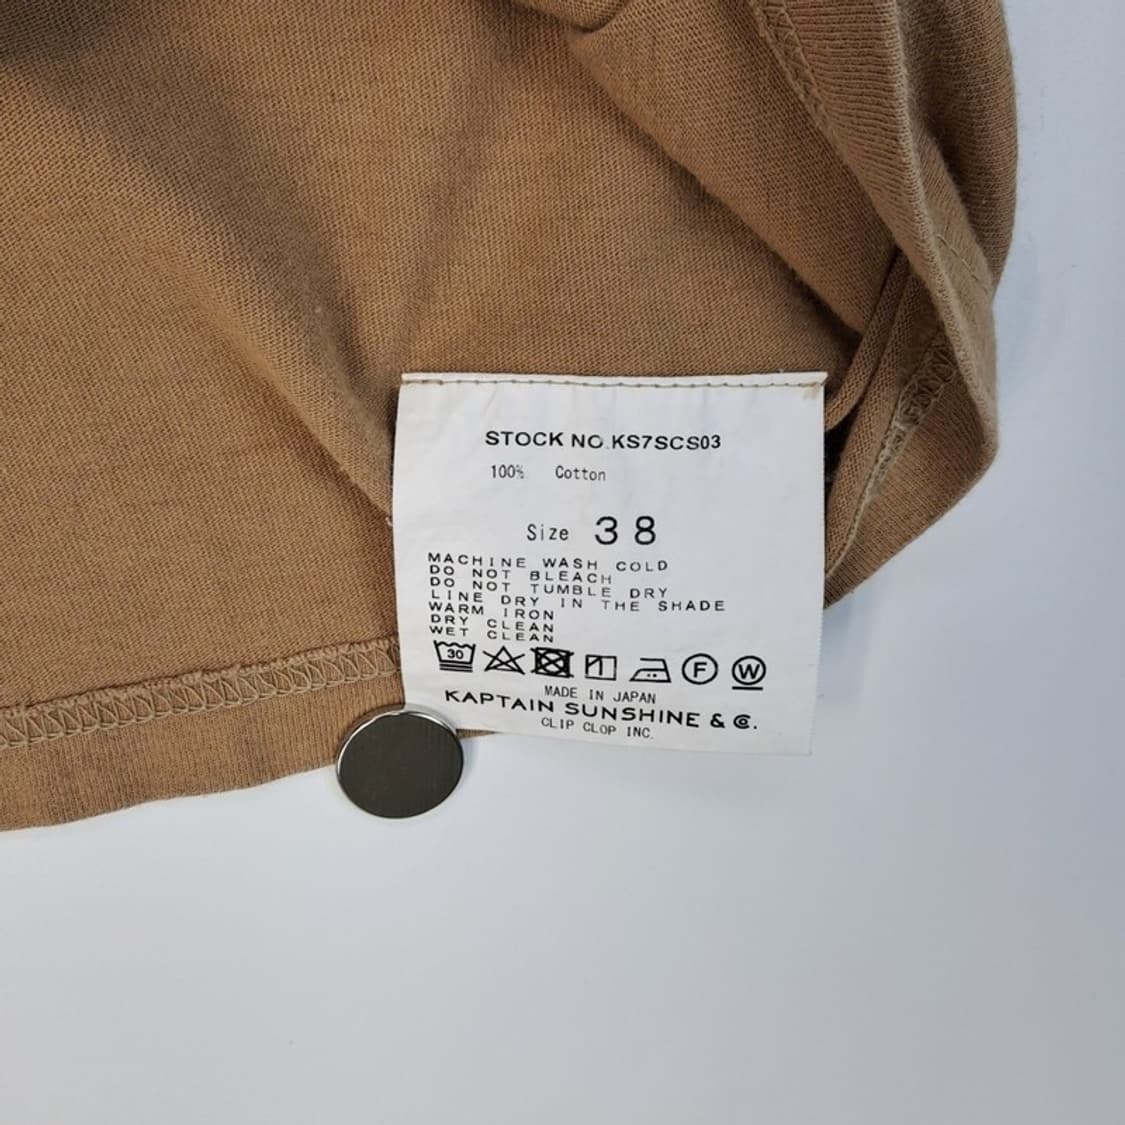 STOCK NO.KS7SCS03
100% Cotton
Size 38
MACHINE WASH COLD
DO NOT BLEACH
DO NOT TUMBLE DRY
LINE DRY IN THE SHADE
WARM IRON
DRY CLEAN
WET CLEAN
30 F W
MADE IN JAPAN
KAPTAIN SUNSHINE & C.
CLIP CLOP INC.